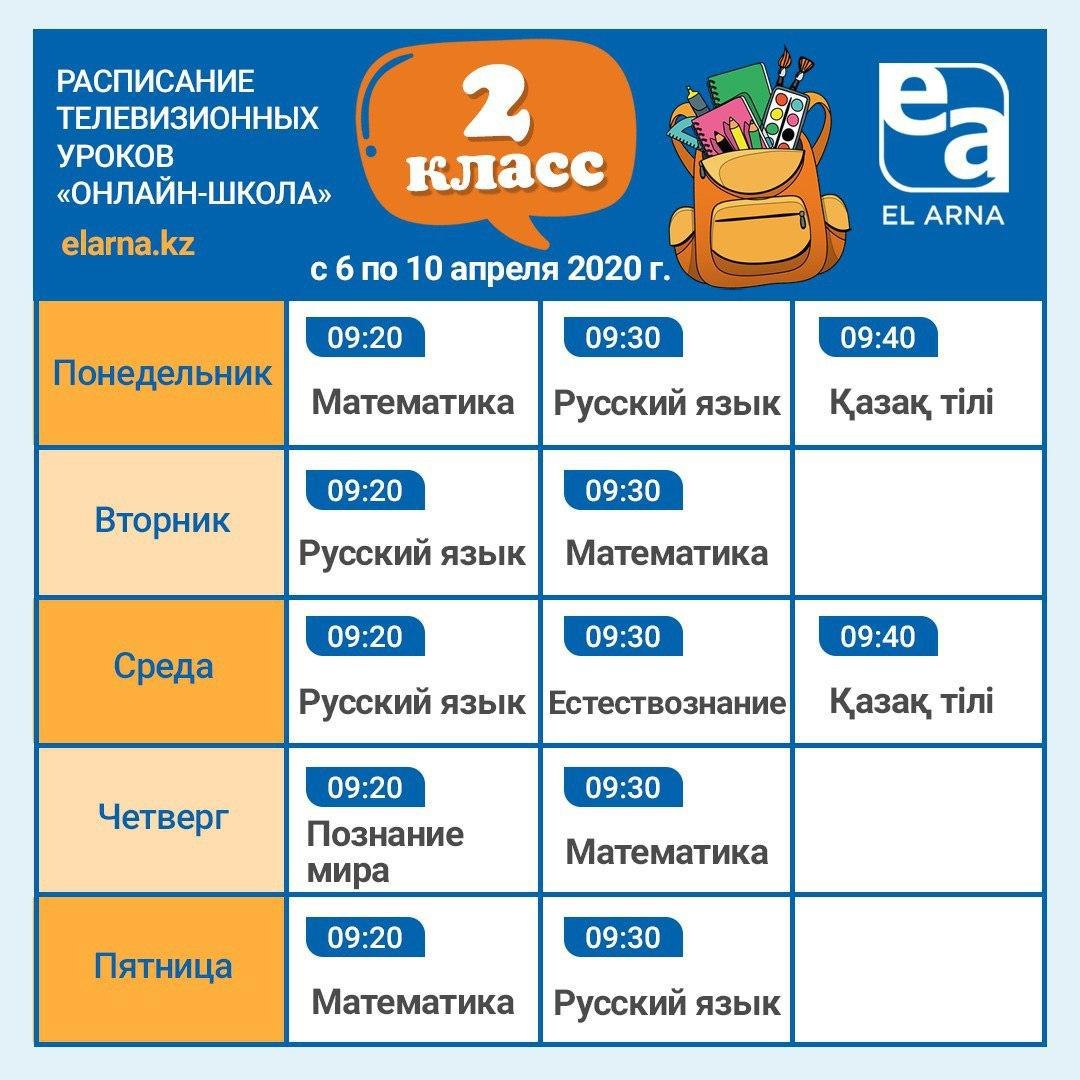 РАСПИСАНИЕ
ТЕЛЕВИЗИОННЫХ
УРОКОВ
«ОНЛАЙН-ШКОЛА»
elarna.kz
2
класс
с 6 по 10 апреля 2020 г.
ea
EL ARNA
Понедельник
09:20
Математика
09:30
Русский язык
09:40
Қазақ тілі
Вторник
09:20
Русский язык
09:30
Математика
Среда
09:20
Русский язык
09:30
Естествознание
09:40
Қазақ тілі
Четверг
09:20
Познание
мира
09:30
Математика
Пятница
09:20
Математика
09:30
Русский язык